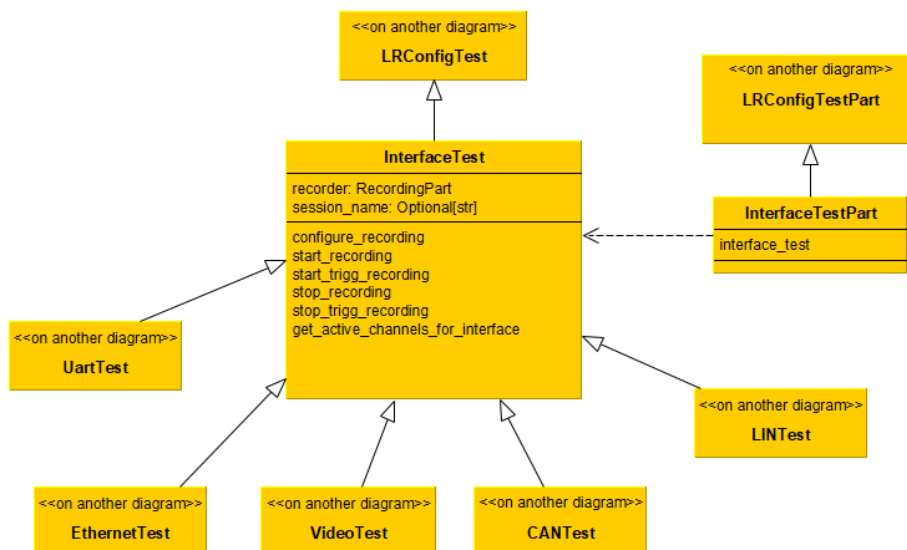 <<on another diagram>>
LRConfigTest
<<on another diagram>>
LRConfigTestPart
InterfaceTest
recorder: RecordingPart
session_name: Optional[str]
configure_recording
start_recording
start_trigg_recording
stop_recording
stop_trigg_recording
get_active_channels_for_interface
InterfaceTestPart
interface_test
<<on another diagram>>
UartTest
<<on another diagram>>
LINTest
<<on another diagram>>
EthernetTest
<<on another diagram>>
VideoTest
<<on another diagram>>
CANTest